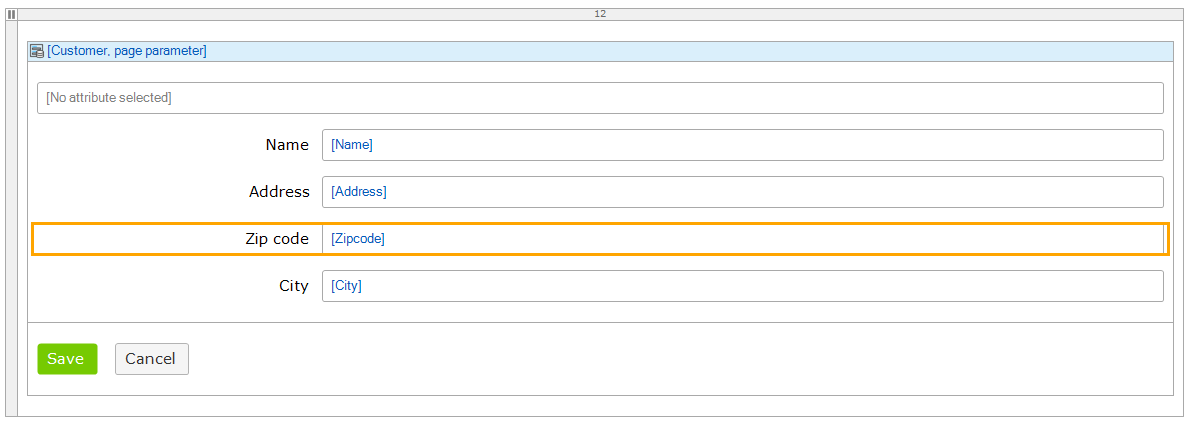 12
[Customer, page parameter]
[No attribute selected]
Name [Name]
Address [Address]
Zip code [Zipcode]
City [City]
Save Cancel